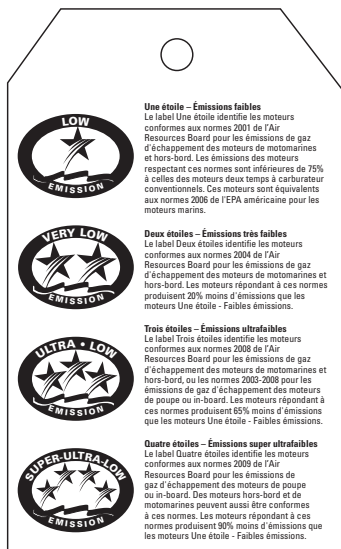 LOW
EMISSION
Une étoile – Émissions faibles
Le label Une étoile identifie les moteurs
conformes aux normes 2001 de l'Air
Resources Board pour les émissions de gaz
d'échappement des moteurs de motomarines
et hors-bord. Les émissions des moteurs
respectant ces normes sont inférieures de 75%
à celles des moteurs deux temps à carburateur
conventionnels. Ces moteurs sont équivalents
aux normes 2006 de l'EPA américaine pour les
moteurs marins.
VERY LOW
EMISSION
Deux étoiles – Émissions très faibles
Le label Deux étoiles identifie les moteurs
conformes aux normes 2004 de l'Air
Resources Board pour les émissions de gaz
d'échappement des moteurs de motomarines et
hors-bord. Les moteurs répondant à ces normes
produisent 20% moins d'émissions que les
moteurs Une étoile - Faibles émissions.
ULTRA • LOW
EMISSION
Trois étoiles – Émissions ultrafaibles
Le label Trois étoiles identifie les moteurs
conformes aux normes 2008 de l'Air
Resources Board pour les émissions de gaz
d'échappement des moteurs de motomarines et
hors-bord, ou les normes 2003-2008 pour les
émissions de gaz d'échappement des moteurs
de poupe ou in-board. Les moteurs répondant à
ces normes produisent 65% moins d'émissions
que les moteurs Une étoile - Faibles émissions.
SUPER-ULTRA-LOW
EMISSION
Quatre étoiles – Émissions super ultrafaibles
Le label Quatre étoiles identifie les moteurs
conformes aux normes 2009 de l'Air
Resources Board pour les émissions de
gaz d'échappement des moteurs de poupe
ou in-board. Des moteurs hors-bord et de
motomarines peuvent aussi être conformes
à ces normes. Les moteurs répondant à ces
normes produisent 90% moins d'émissions que
les moteurs Une étoile - Faibles émissions.